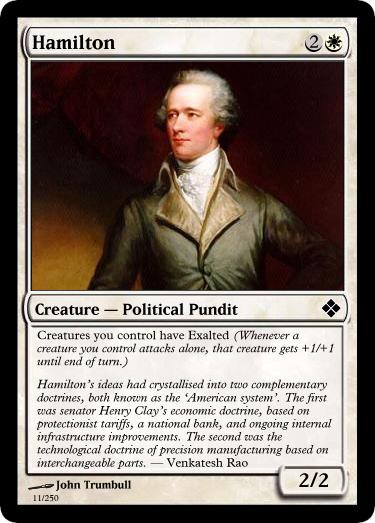 Hamilton 2
Creature — Political Pundit
Creatures you control have Exalted (Whenever a
creature you control attacks alone, that creature gets +1/+1
until end of turn.)
Hamilton's ideas had crystallised into two complementary
doctrines, both known as the ‘American system’. The first
was senator Henry Clay's economic doctrine, based on
protectionist tariffs, a national bank, and ongoing internal
infrastructure improvements. The second was the
technological doctrine of precision manufacturing based on
interchangeable parts. — Venkatesh Rao
2/2
John Trumbull
11/250